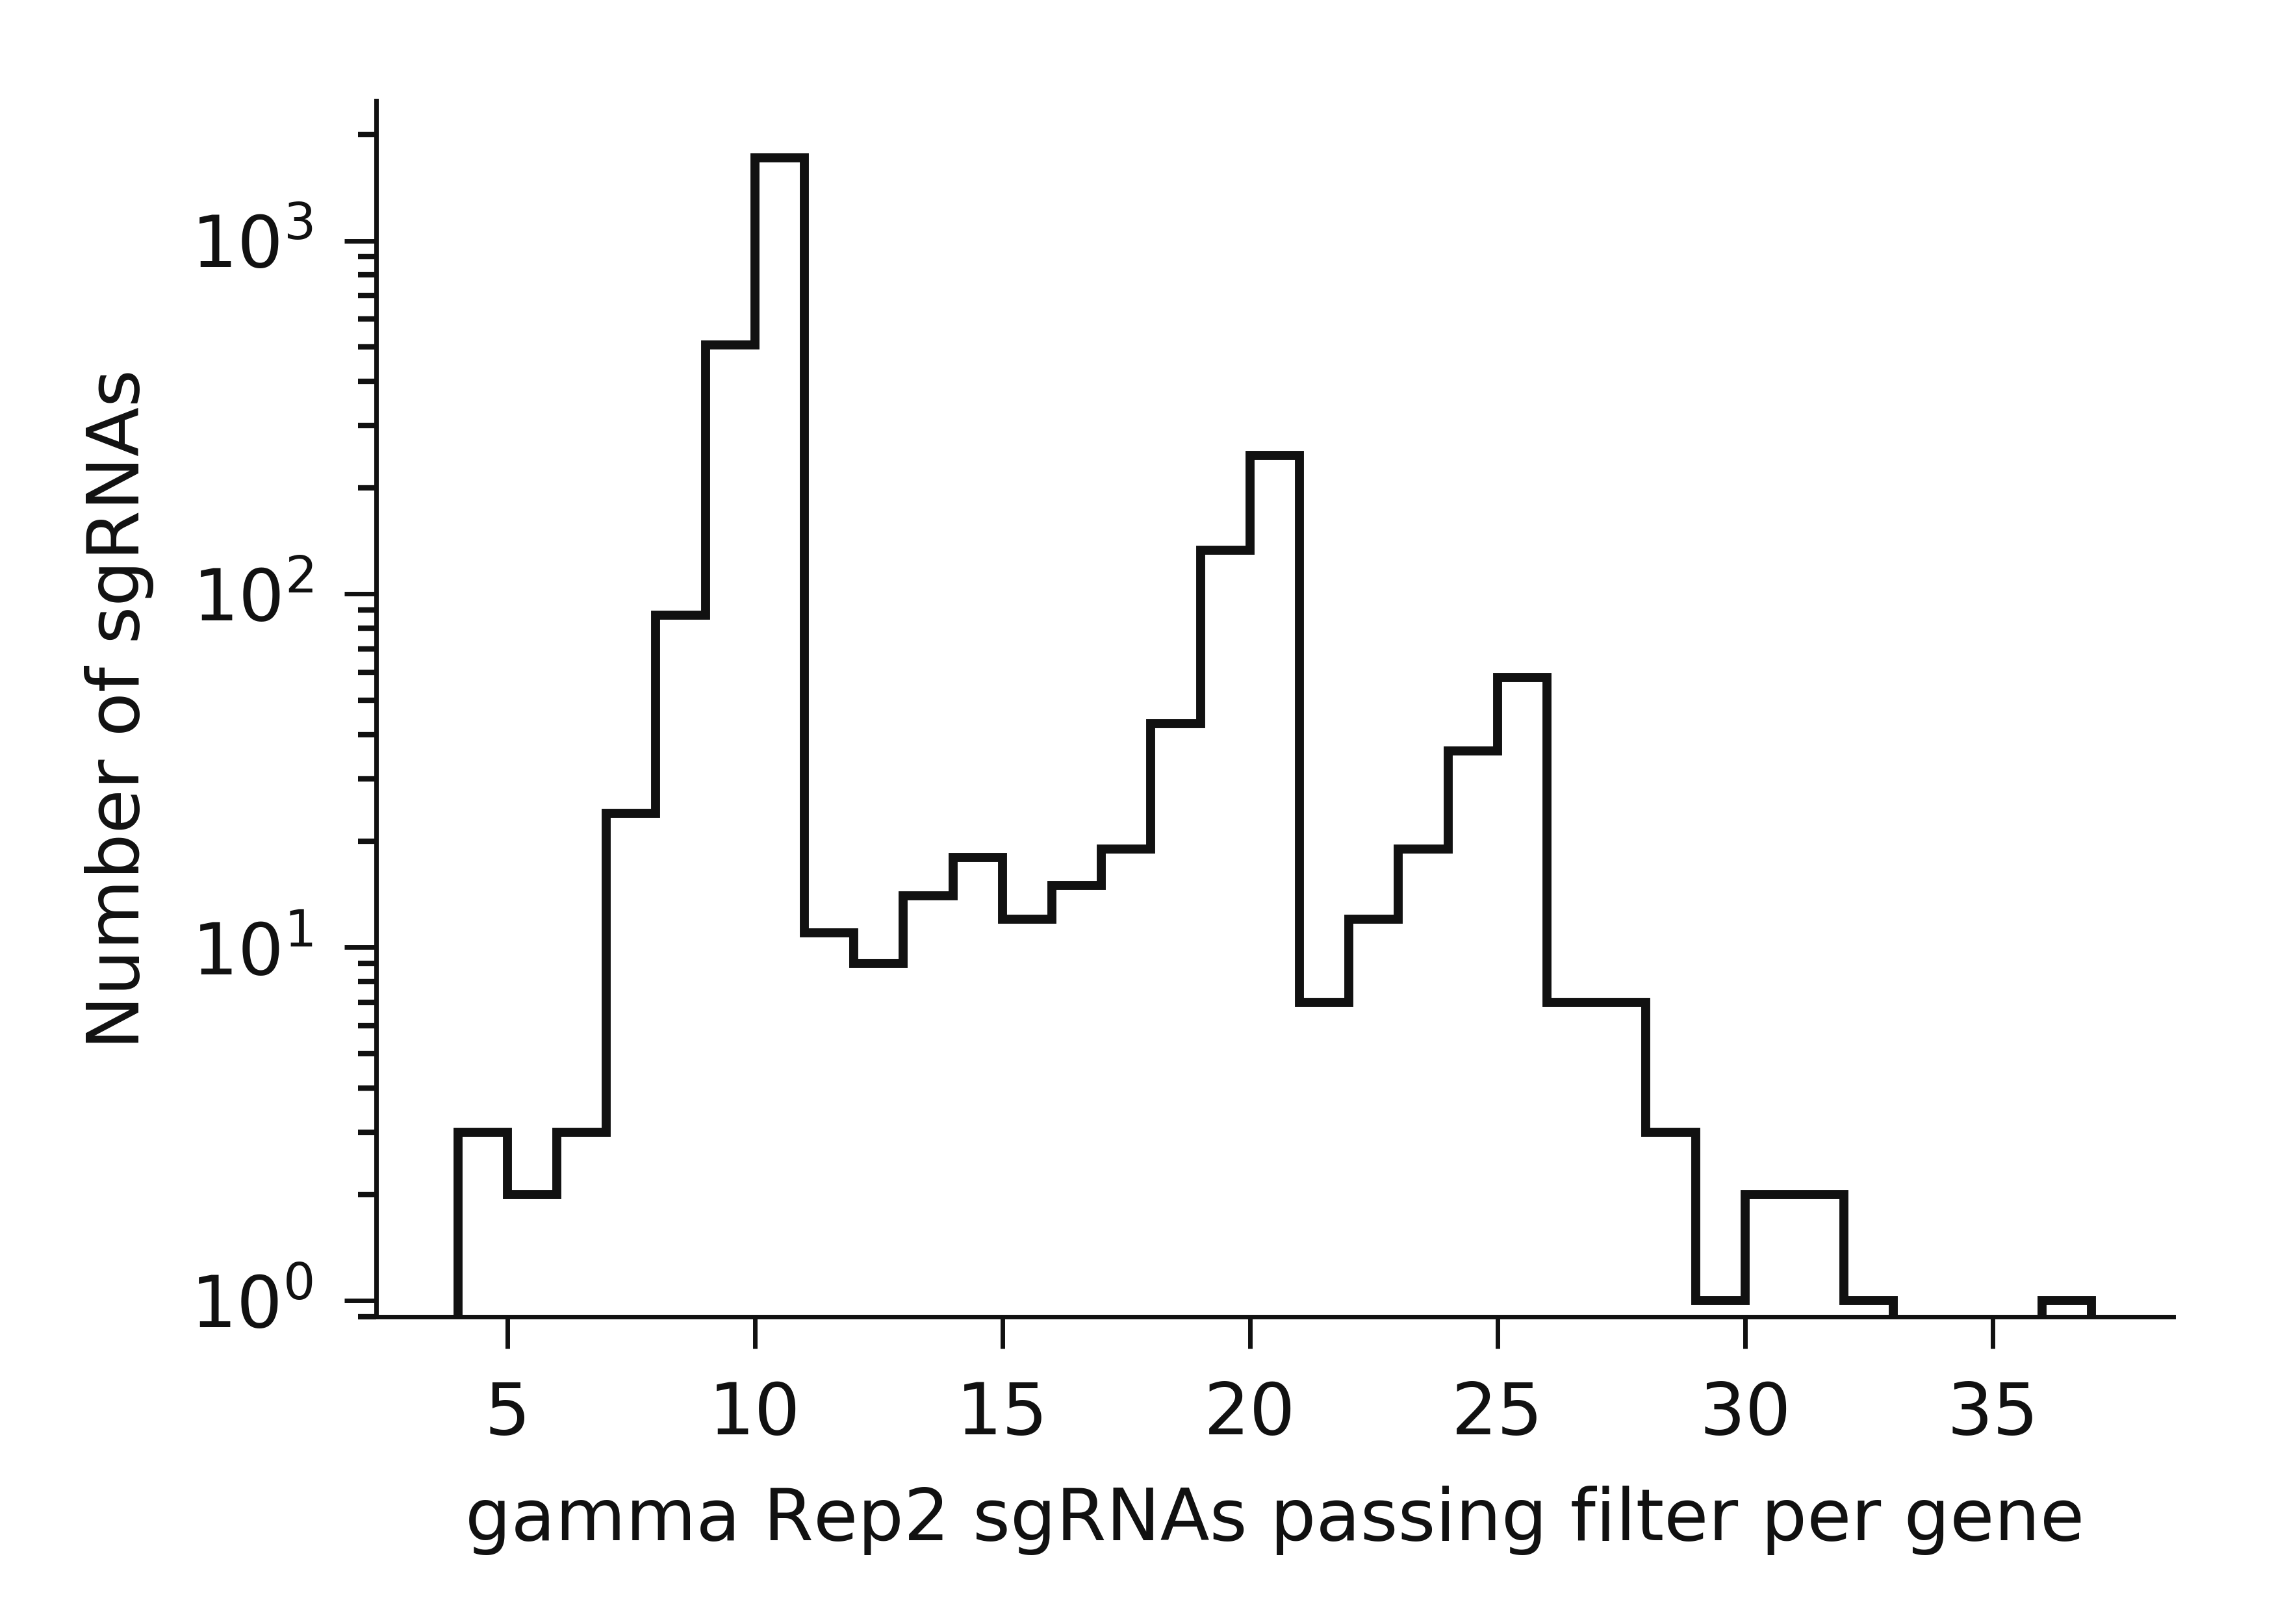 Number of sgRNAs
10³
10²
10¹
10⁰
5 10 15 20 25 30 35
gamma Rep2 sgRNAs passing filter per gene